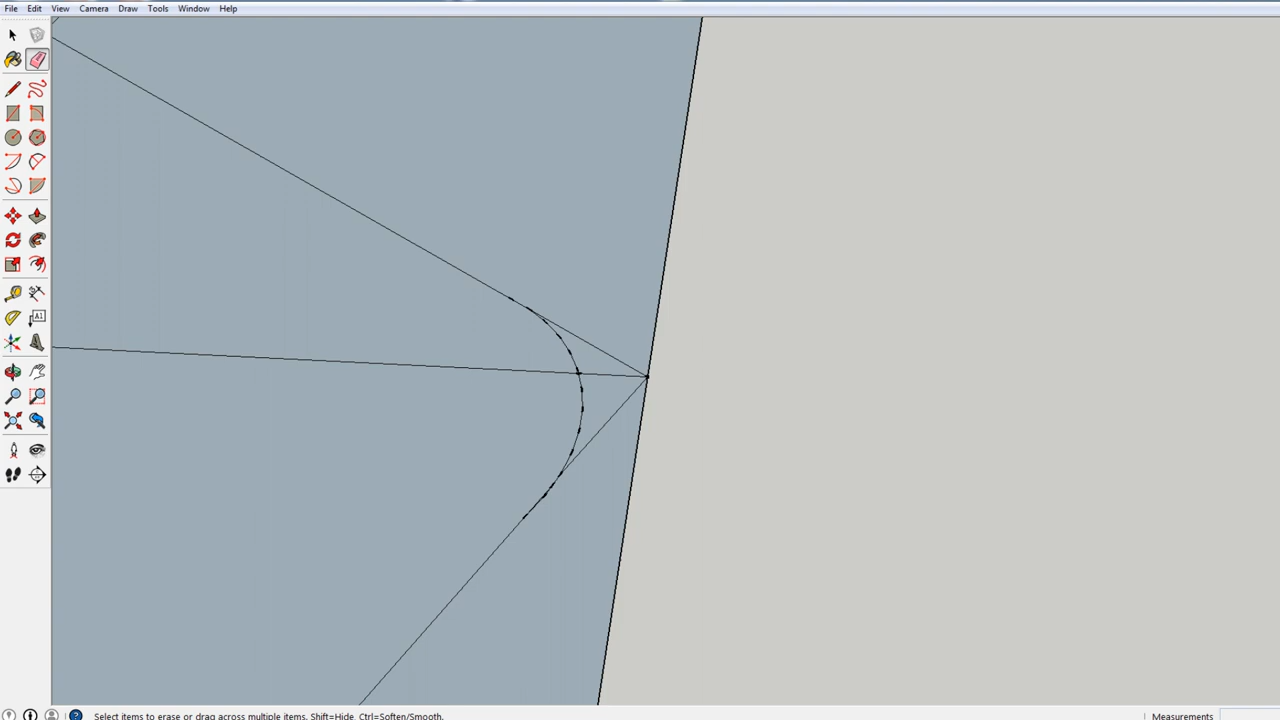 File Edit View Camera Draw Tools Window Help
A1
Select items to erase or drag across multiple items. Shift=Hide, Ctrl=Soften/Smooth.
Measurements